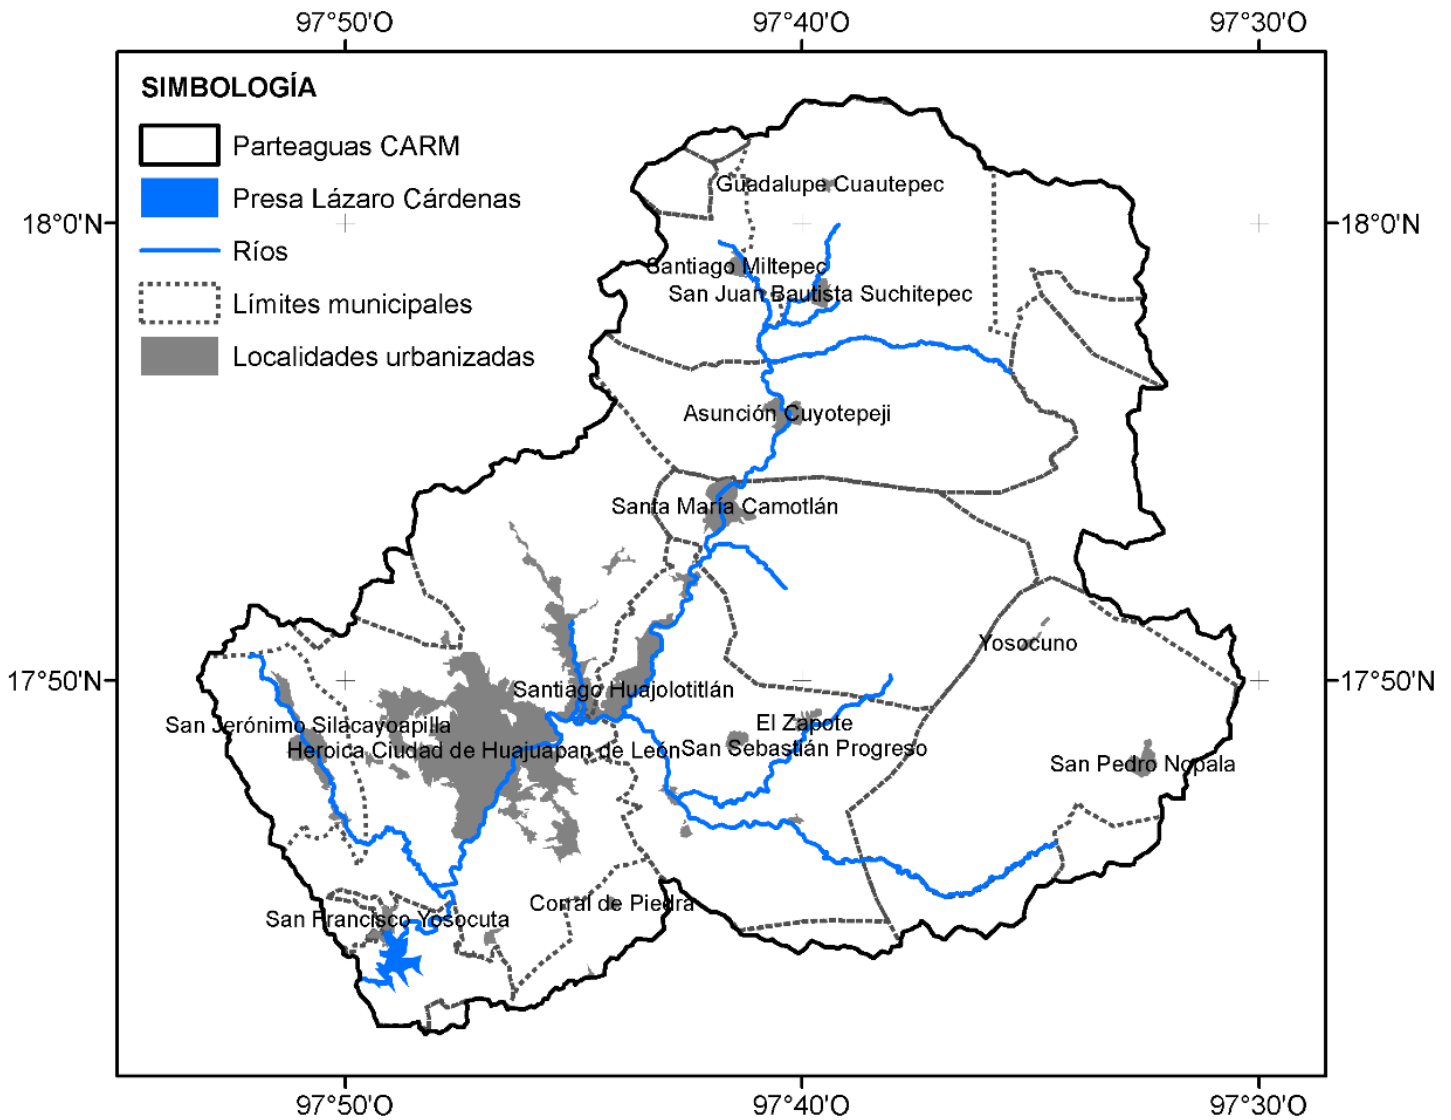 97°50'O
97°40'O
97°30'O
SIMBOLOGÍA
Parteaguas CARM
Presa Lázaro Cárdenas
Ríos
Límites municipales
Localidades urbanizadas
18°0'N
18°0'N
Guadalupe Cuautepec
Santiago Miltepec
San Juan Bautista Suchitepec
Asunción Cuyotepeji
Santa María Camotlán
Yosocuno
17°50'N
17°50'N
Santiago Huajolotitlán
San Jerónimo Silacayoapilla
El Zapote
Heroica Ciudad de Huajuapan de León
San Sebastián Progreso
San Pedro Nopala
Corral de Piedra
San Francisco Yosocuta
97°50'O
97°40'O
97°30'O